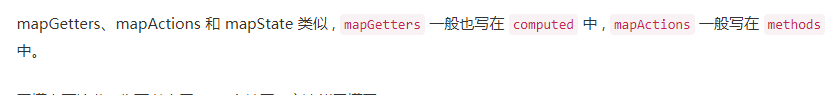 mapGetters、mapActions 和 mapState 类似 , mapGetters 一般也写在 computed 中 , mapActions 一般写在 methods
中。